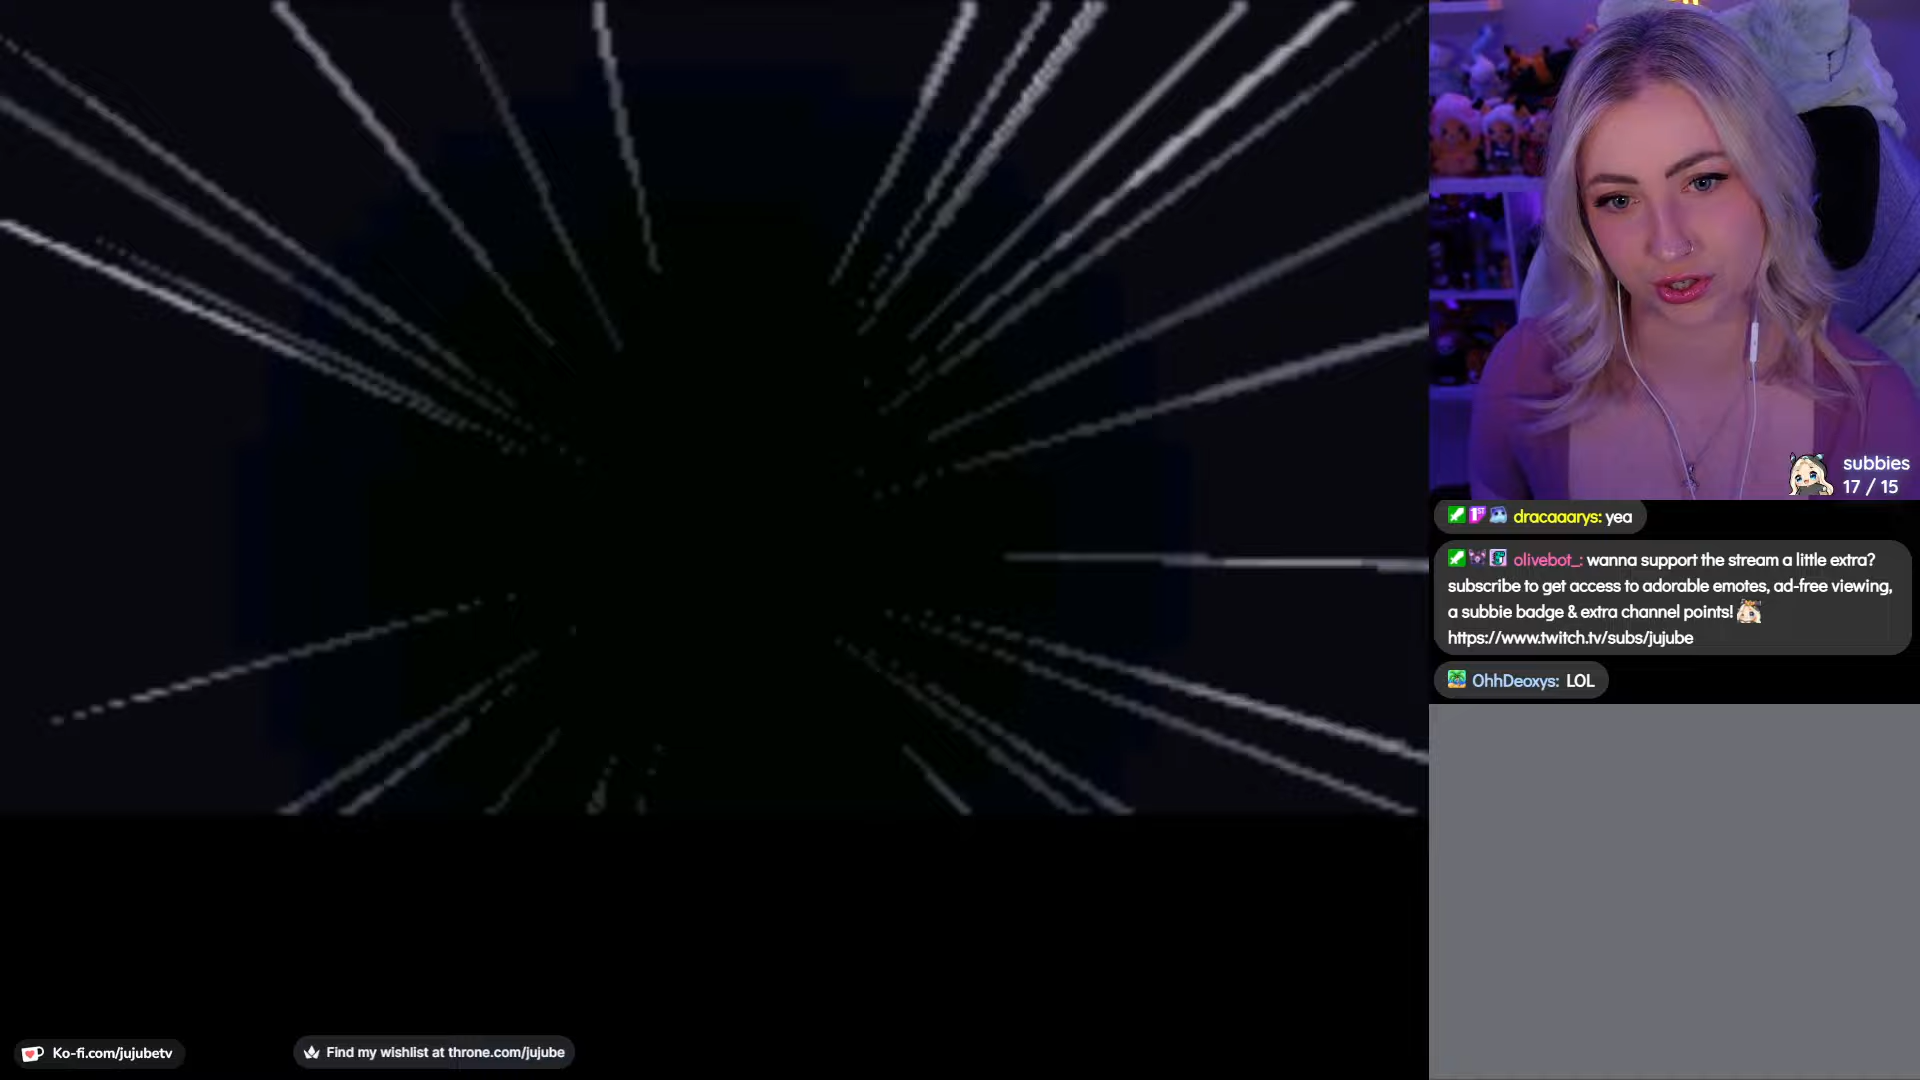 subbies
17 / 15
dracaaarys: yea
olivebot_: wanna support the stream a little extra?
subscribe to get access to adorable emotes, ad-free viewing,
a subbie badge & extra channel points!
https://www.twitch.tv/subs/jujube
OhhDeoxys: LOL
Ko-fi.com/jujubetv
Find my wishlist at throne.com/jujube